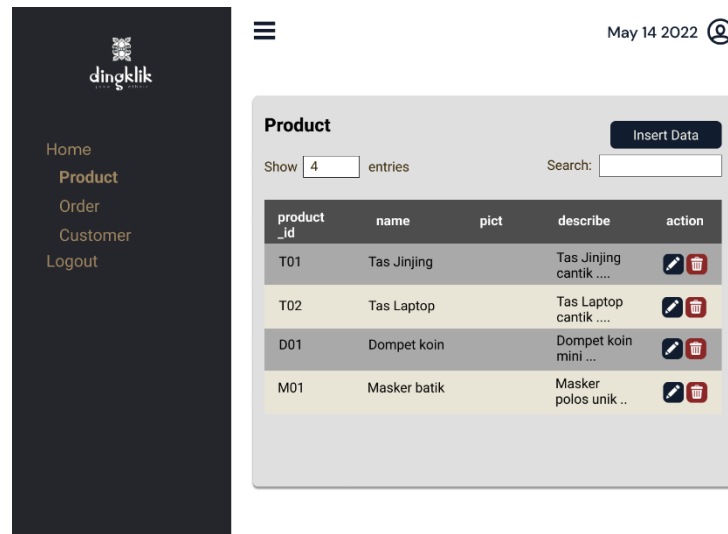 May 14 2022
dingklik
Home
Product
Order
Customer
Logout
Product
Insert Data
Show 4 entries
Search:
product
_id
name
pict
describe
action
T01
Tas Jinjing
Tas Jinjing
cantik ....
T02
Tas Laptop
Tas Laptop
cantik ....
D01
Dompet koin
Dompet koin
mini ...
M01
Masker batik
Masker
polos unik ..